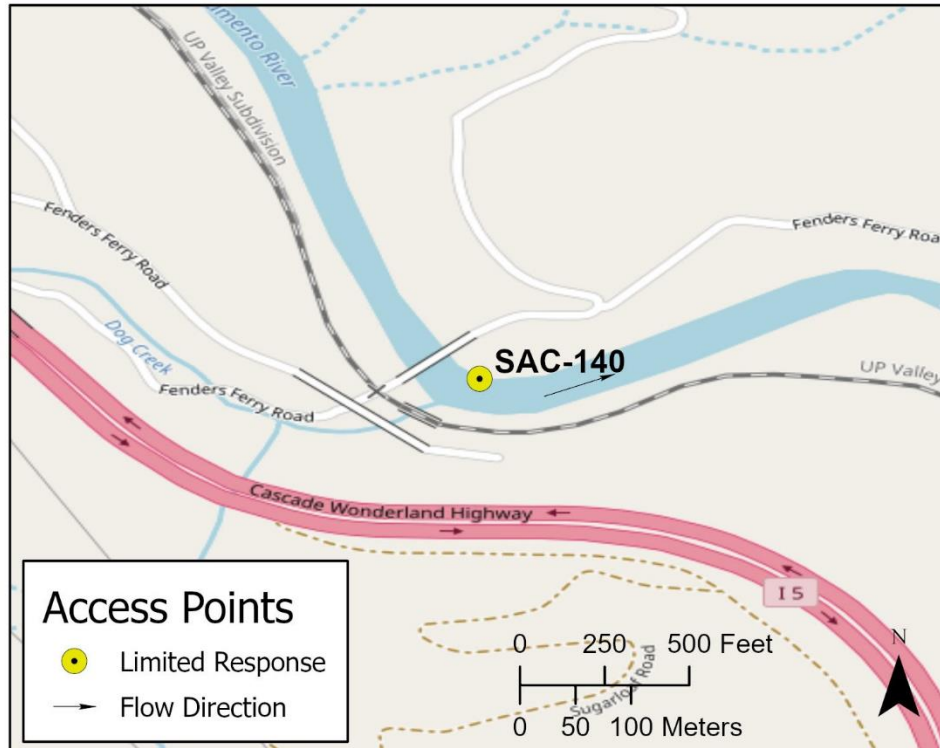 amento River
UP Valley Subdivision
Fenders Ferry Road
Fenders Ferry Roa
Dog Creek
SAC-140
Fenders Ferry Road
UP Valley
Cascade Wonderland Highway
I 5
Access Points
Limited Response
Flow Direction
N
0 250 500 Feet
Sugarloaf Road
0 50 100 Meters